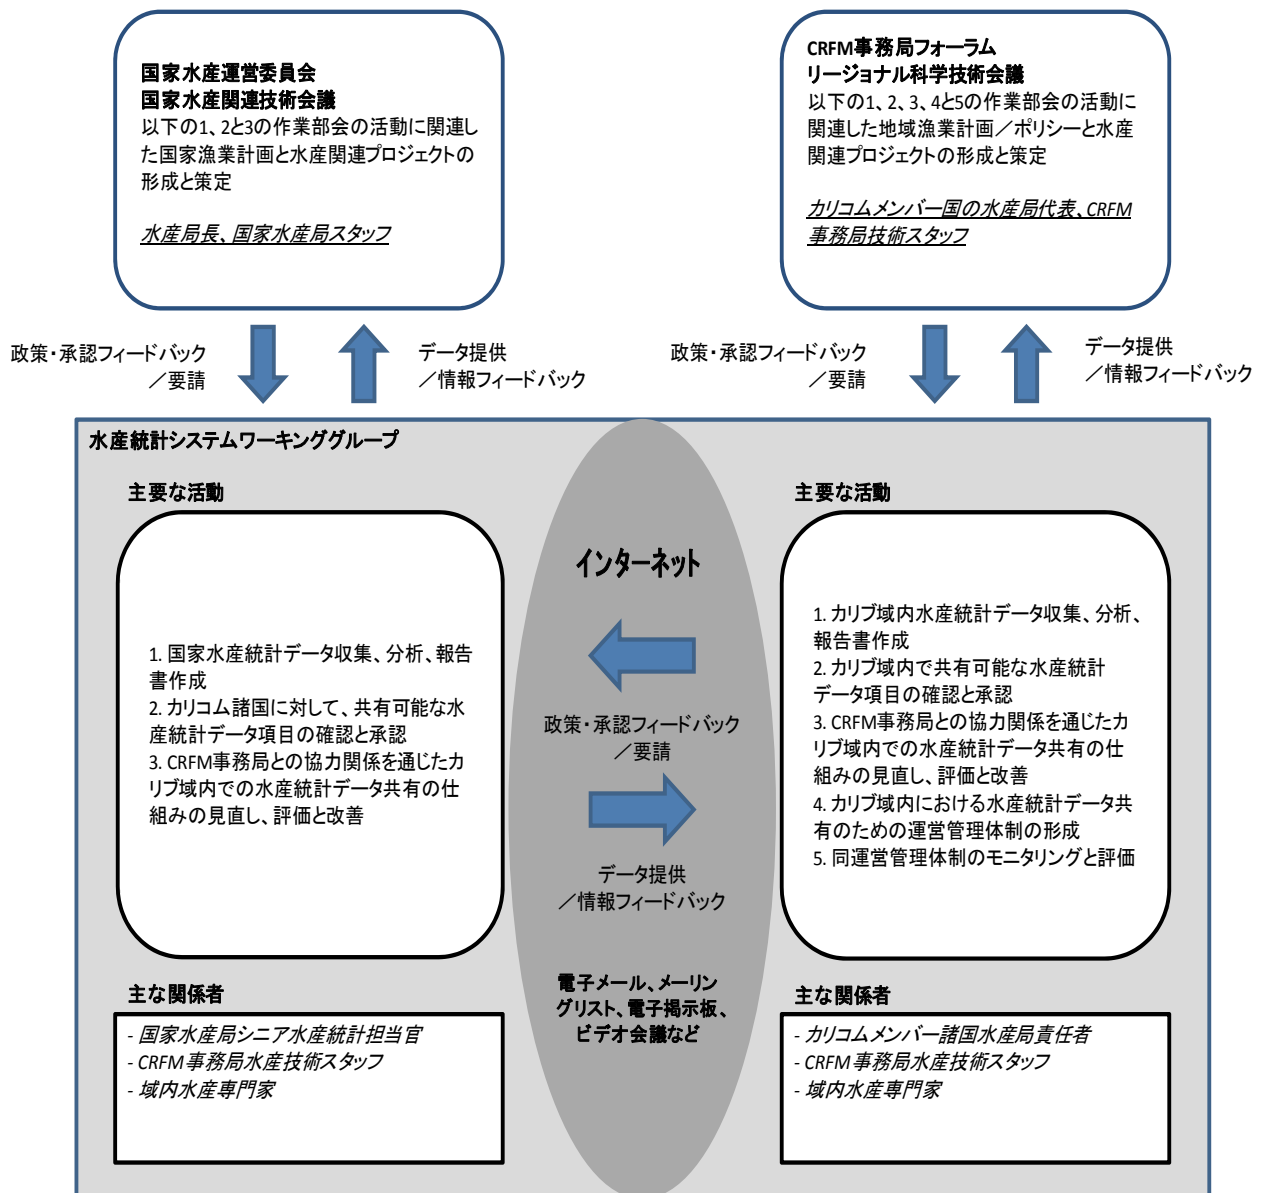 国家水産運営委員会
国家水産関連技術会議
以下の1、2と3の作業部会の活動に関連し
た国家漁業計画と水産関連プロジェクトの
形成と策定
水産局長、国家水産局スタッフ
CRFM事務局フォーラム
リージョナル科学技術会議
以下の1、2、3、4と5の作業部会の活動に
関連した地域漁業計画／ポリシーと水産
関連プロジェクトの形成と策定
カリコムメンバー国の水産局代表、CRFM
事務局技術スタッフ
政策・承認フィードバック
／要請
データ提供
／情報フィードバック
政策・承認フィードバック
／要請
データ提供
／情報フィードバック
水産統計システムワーキンググループ
主要な活動
1. 国家水産統計データ収集、分析、報告
書作成
2. カリコム諸国に対して、共有可能な水
産統計データ項目の確認と承認
3. CRFM事務局との協力関係を通じたカ
リブ域内での水産統計データ共有の仕
組みの見直し、評価と改善
主な関係者
- 国家水産局シニア水産統計担当官
- CRFM事務局水産技術スタッフ
- 域内水産専門家
インターネット
政策・承認フィードバック
／要請
データ提供
／情報フィードバック
電子メール、メーリン
グリスト、電子掲示板、
ビデオ会議など
主要な活動
1. カリブ域内水産統計データ収集、分析、
報告書作成
2. カリブ域内で共有可能な水産統計
データ項目の確認と承認
3. CRFM事務局との協力関係を通じたカ
リブ域内での水産統計データ共有の仕
組みの見直し、評価と改善
4. カリブ域内における水産統計データ共
有のための運営管理体制の形成
5. 同運営管理体制のモニタリングと評価
主な関係者
- カリコムメンバー諸国水産局責任者
- CRFM事務局水産技術スタッフ
- 域内水産専門家